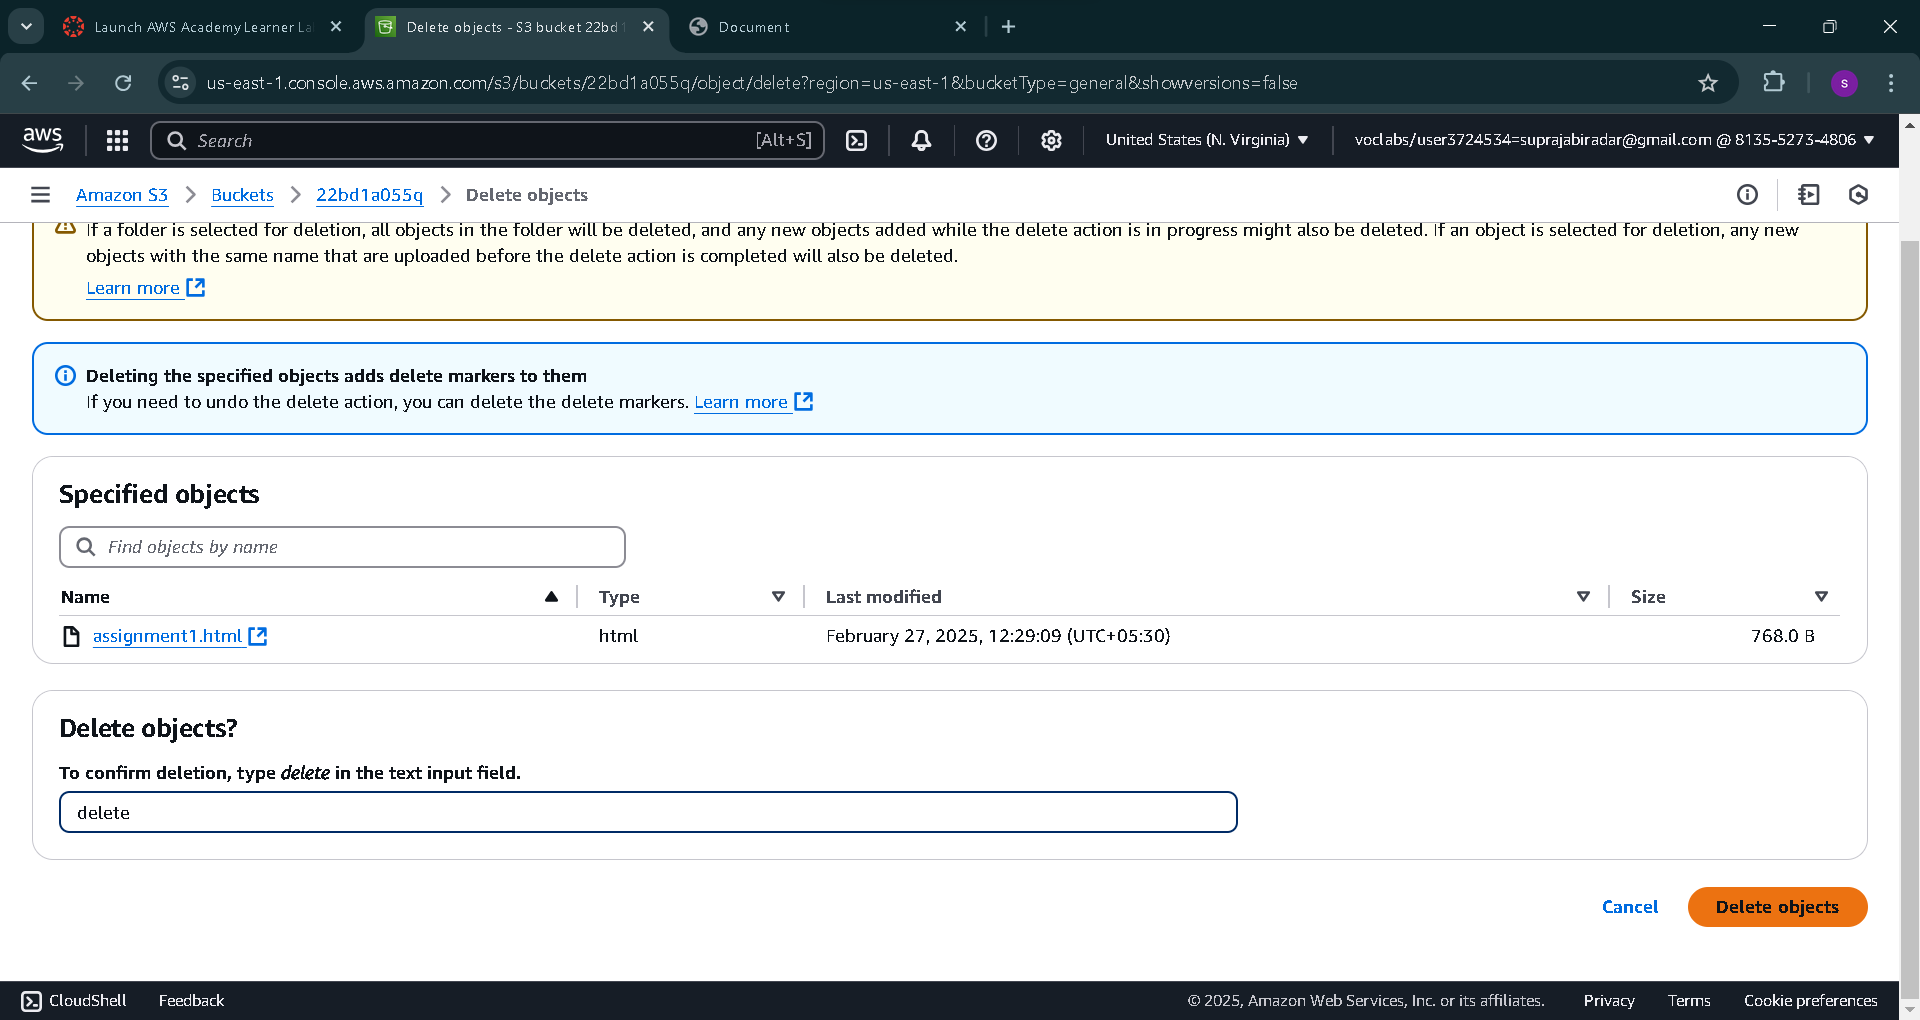 Launch AWS Academy Learner La
Delete objects - S3 bucket 22bd1
Document
us-east-1.console.aws.amazon.com/s3/buckets/22bd1a055q/object/delete?region=us-east-1&bucketType=general&showversions=false
s
aws
Search
[Alt+S]
United States (N. Virginia)
voclabs/user3724534=suprajabiradar@gmail.com @ 8135-5273-4806
Amazon S3
Buckets
22bd1a055q
Delete objects
If a folder is selected for deletion, all objects in the folder will be deleted, and any new objects added while the delete action is in progress might also be deleted. If an object is selected for deletion, any new
objects with the same name that are uploaded before the delete action is completed will also be deleted.
Learn more
Deleting the specified objects adds delete markers to them
If you need to undo the delete action, you can delete the delete markers. Learn more
Specified objects
Find objects by name
Name
Type
Last modified
Size
assignment1.html
html
February 27, 2025, 12:29:09 (UTC+05:30)
768.0 B
Delete objects?
To confirm deletion, type delete in the text input field.
delete
Cancel
Delete objects
CloudShell
Feedback
© 2025, Amazon Web Services, Inc. or its affiliates.
Privacy
Terms
Cookie preferences